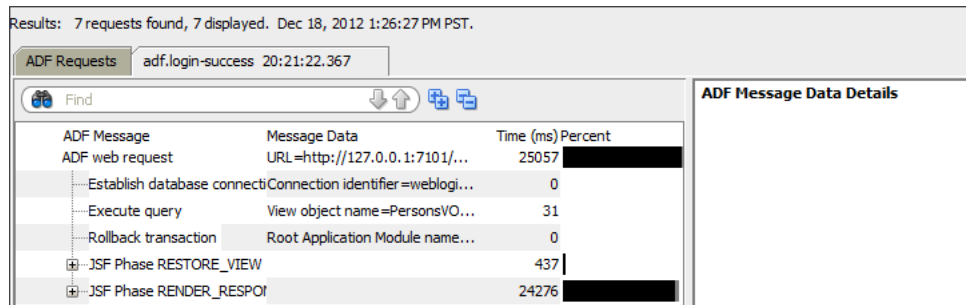 Results: 7 requests found, 7 displayed. Dec 18, 2012 1:26:27 PM PST.
ADF Requests adf.login-success 20:21:22.367
Find
ADF Message Data Details
ADF Message Message Data Time (ms) Percent
ADF web request URL=http://127.0.0.1:7101/... 25057
Establish database connecti Connection identifier=weblogi... 0
Execute query View object name=PersonsVO... 31
Rollback transaction Root Application Module name... 0
JSF Phase RESTORE_VIEW 437
JSF Phase RENDER_RESPO 24276